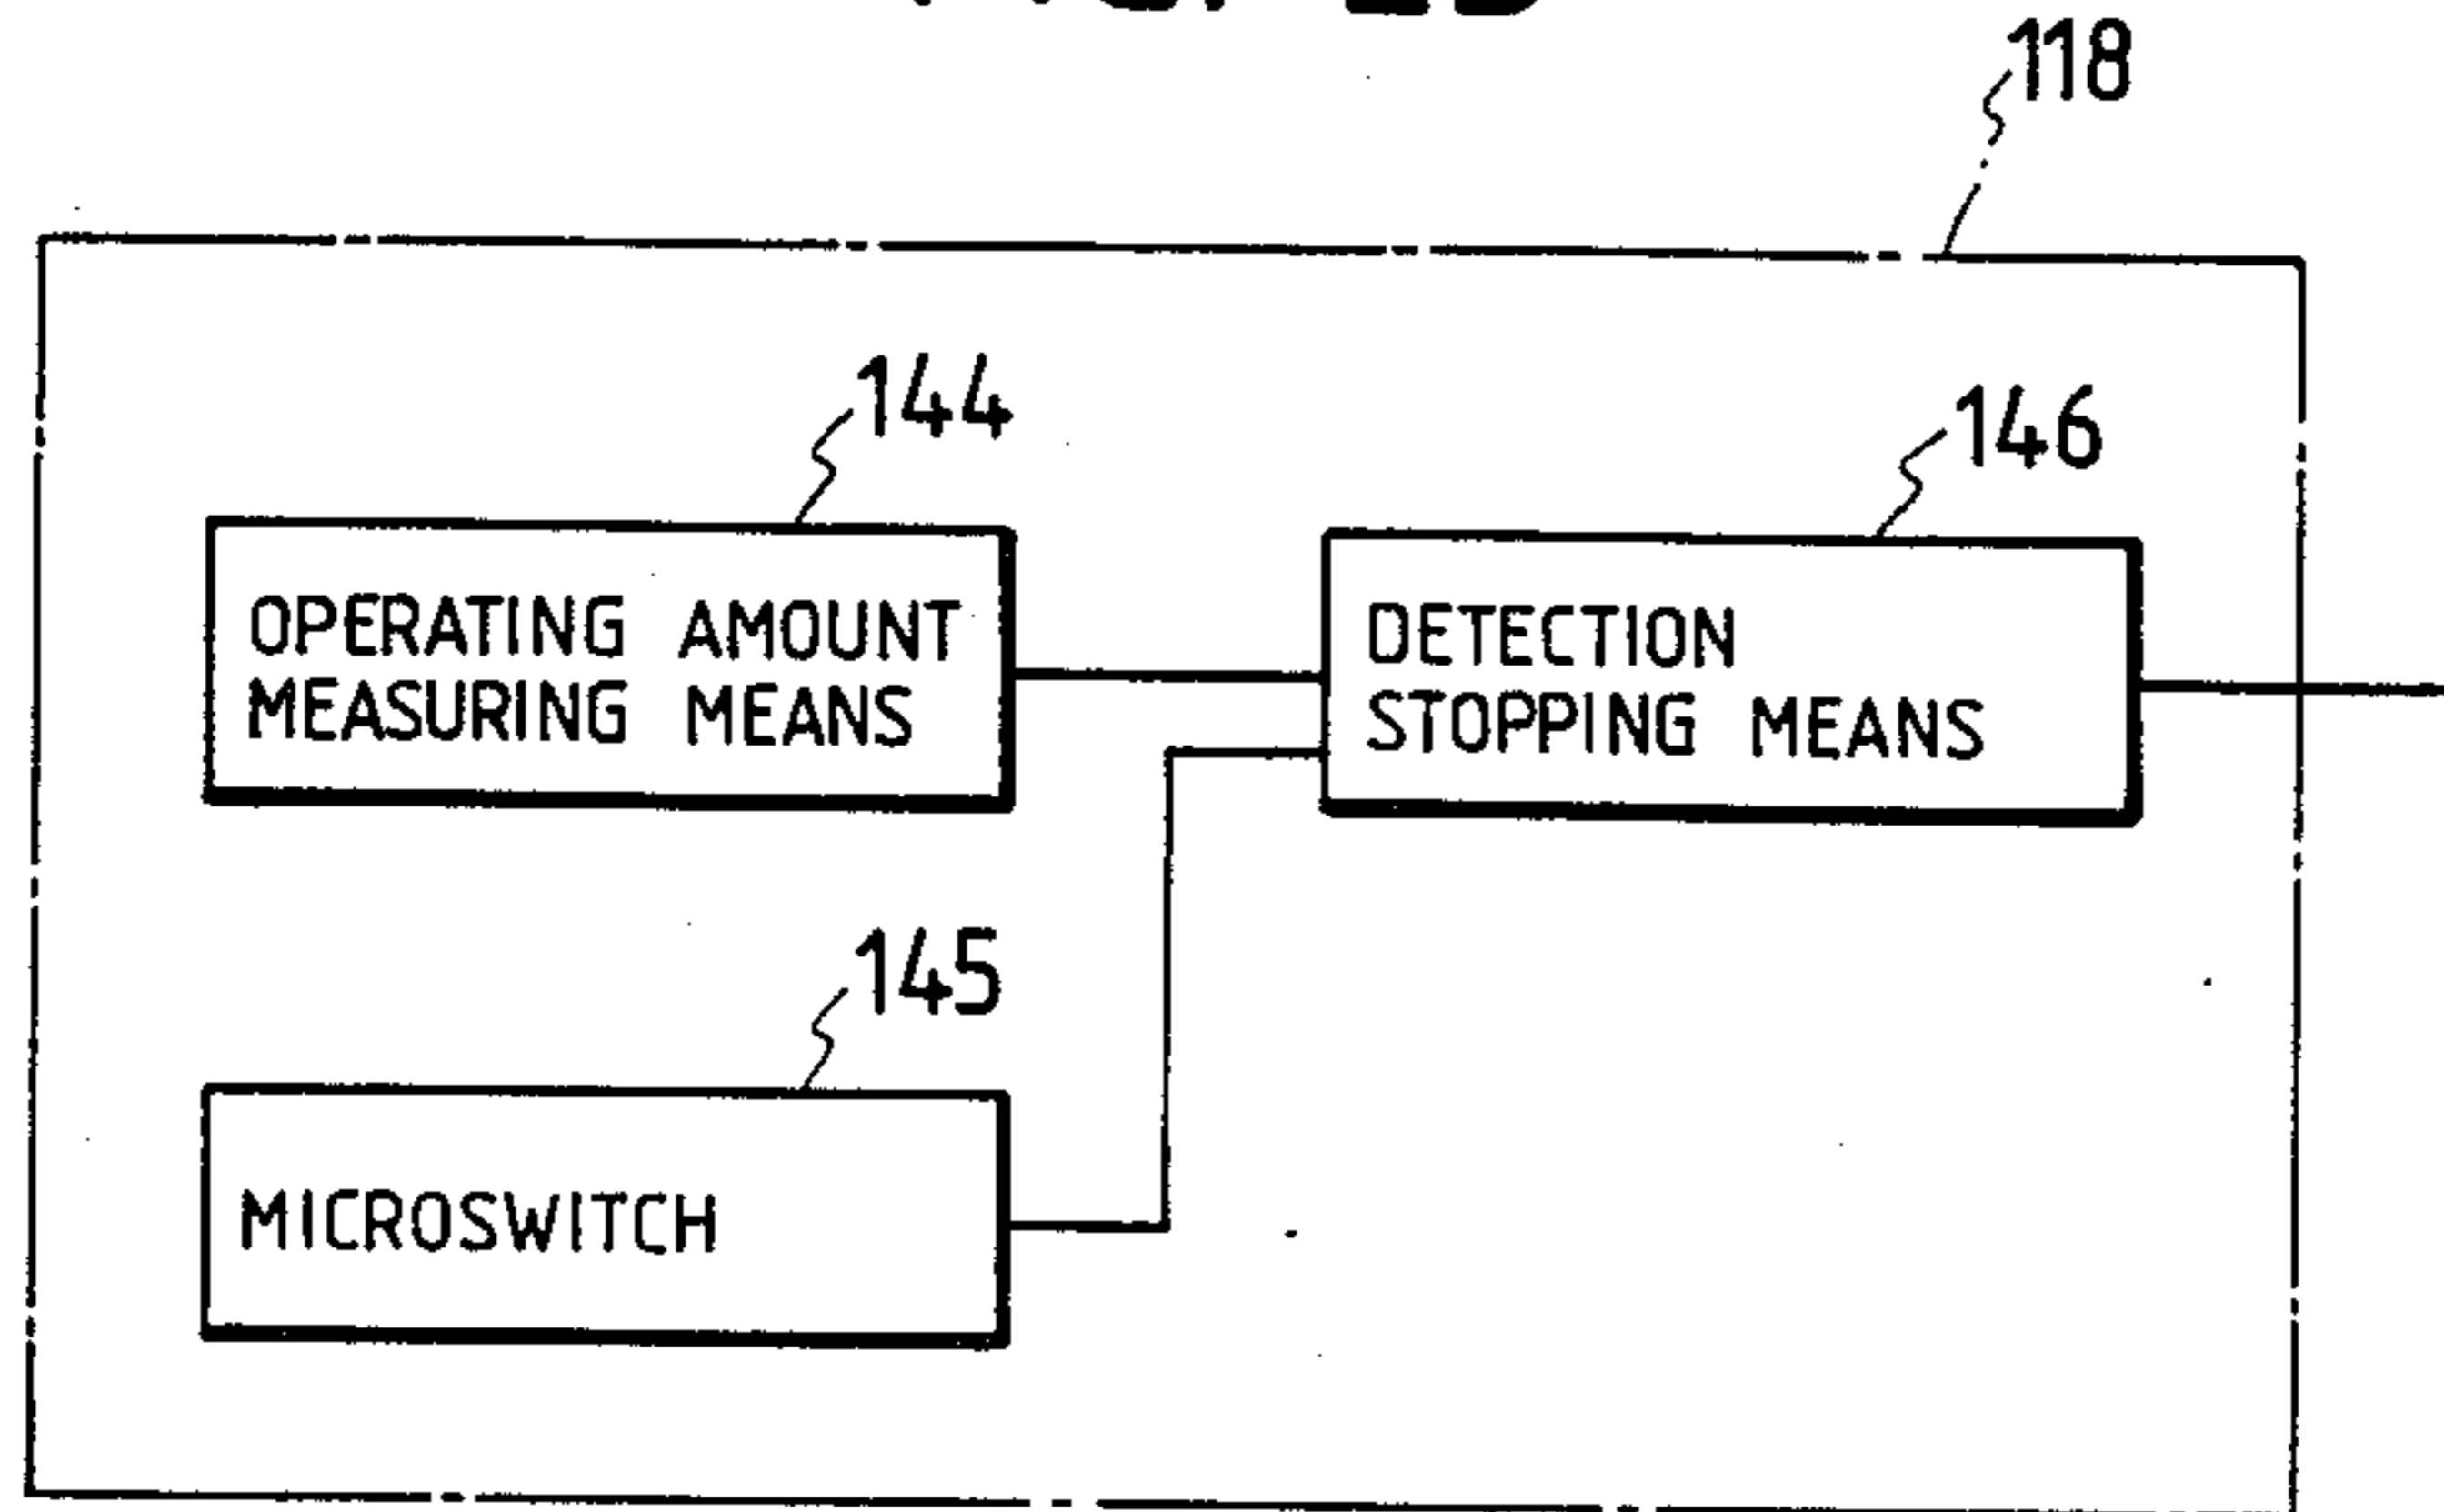 118
144
146
OPERATING AMOUNT
MEASURING MEANS
DETECTION
STOPPING MEANS
145
MICROSWITCH